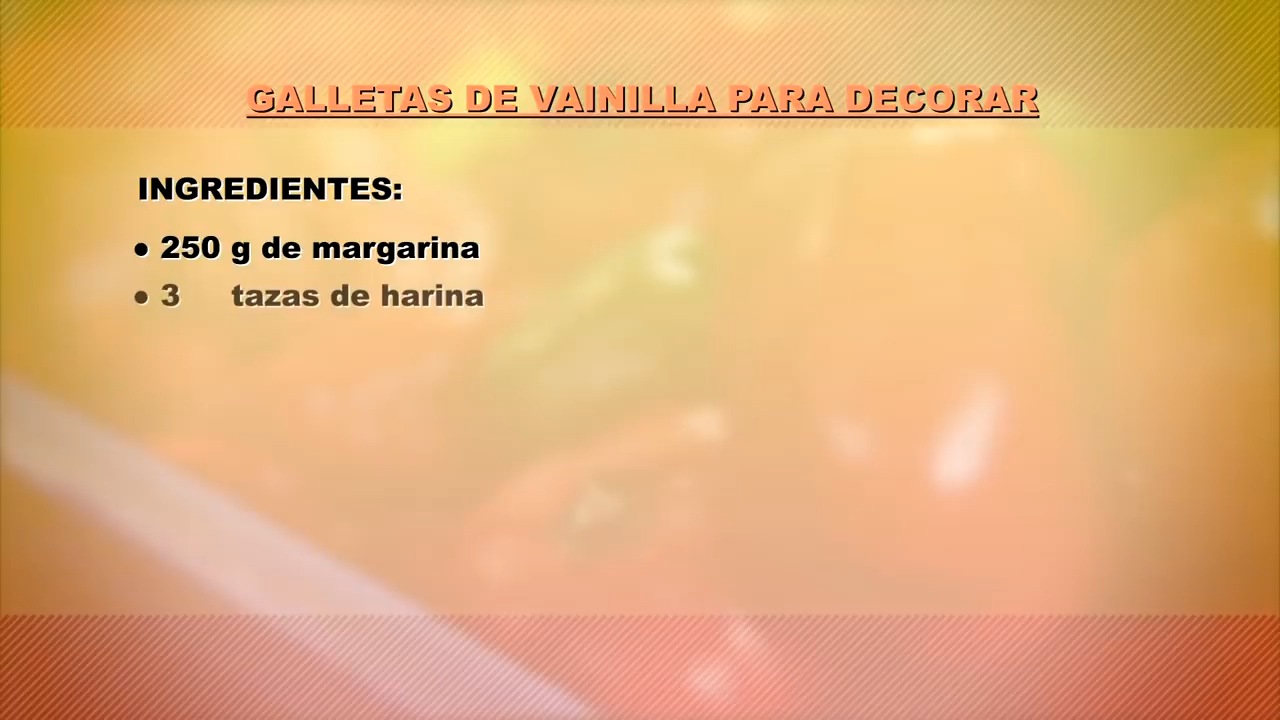 GALLETAS DE VAINILLA PARA DECORAR
INGREDIENTES:
● 250 g de margarina
● 3 tazas de harina